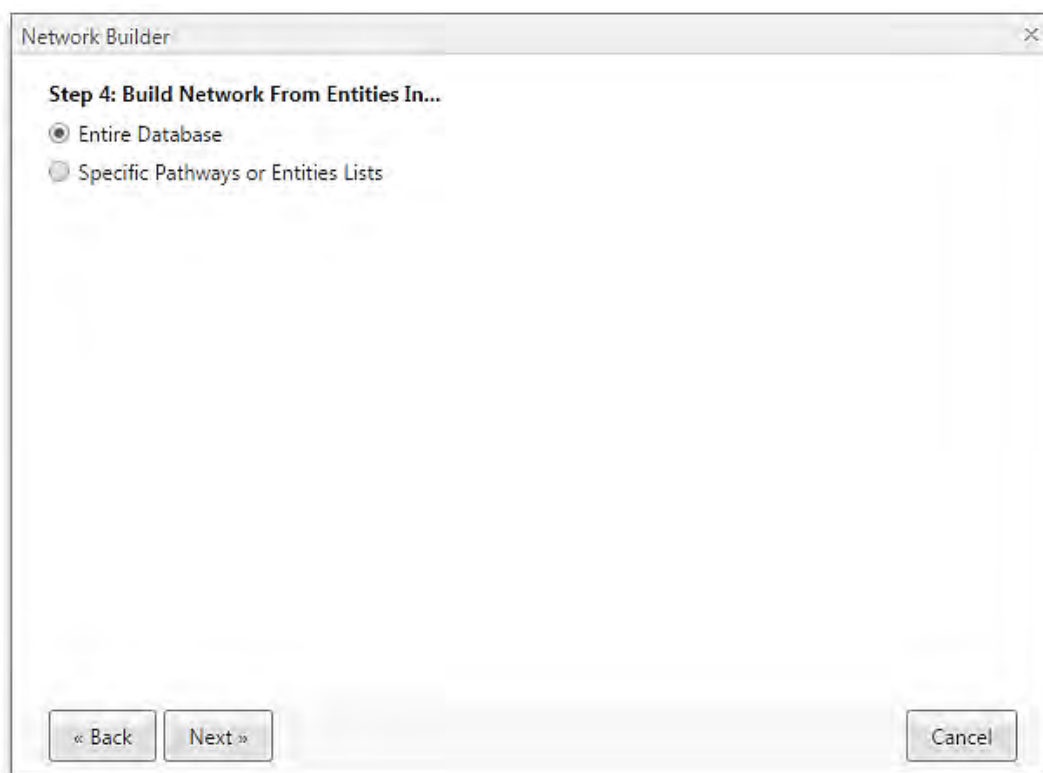 Network Builder
Step 4: Build Network From Entities In...
Entire Database
Specific Pathways or Entities Lists
« Back Next » Cancel